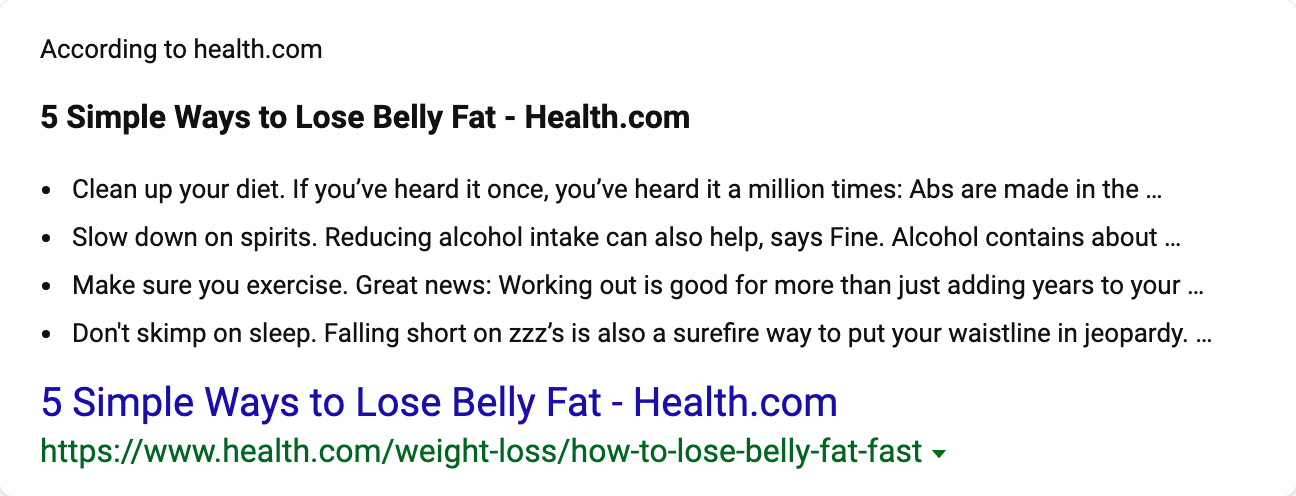 According to health.com
5 Simple Ways to Lose Belly Fat - Health.com
• Clean up your diet. If you’ve heard it once, you’ve heard it a million times: Abs are made in the ...
• Slow down on spirits. Reducing alcohol intake can also help, says Fine. Alcohol contains about ...
• Make sure you exercise. Great news: Working out is good for more than just adding years to your ...
• Don't skimp on sleep. Falling short on zzz’s is also a surefire way to put your waistline in jeopardy. ...
5 Simple Ways to Lose Belly Fat - Health.com
https://www.health.com/weight-loss/how-to-lose-belly-fat-fast